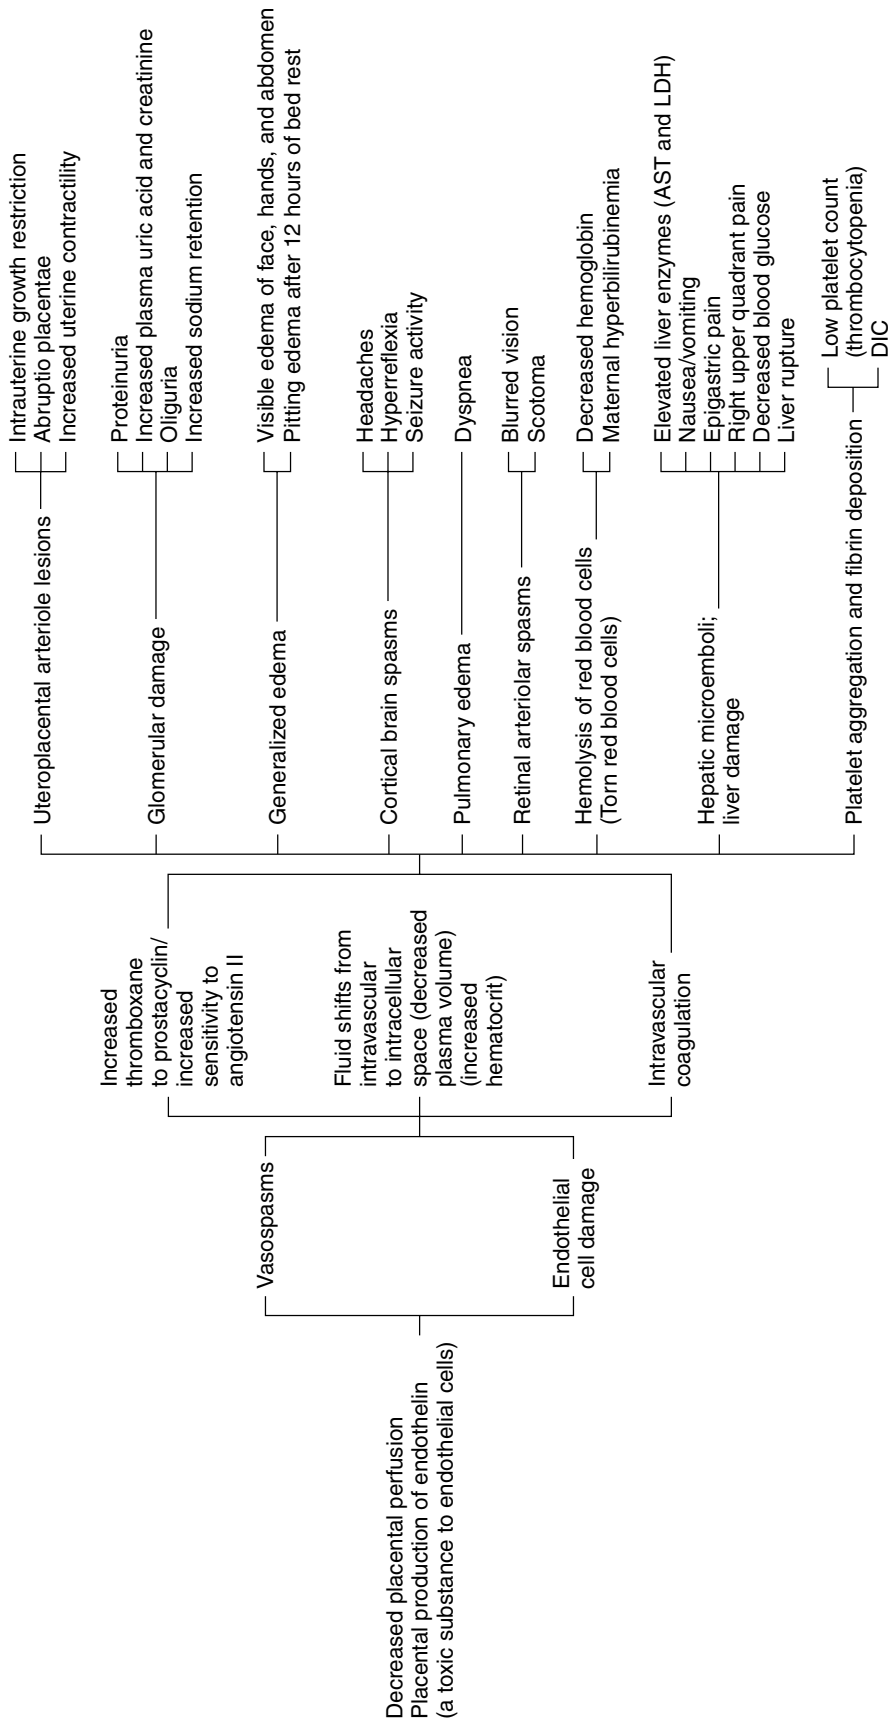 Decreased placental perfusion
Placental production of endothelin
(a toxic substance to endothelial cells)
Vasospasms
Endothelial
cell damage
Increased
thromboxane
to prostacyclin/
increased
sensitivity to
angiotensin II
Fluid shifts from
intravascular
to intracellular
space (decreased
plasma volume)
(increased
hematocrit)
Intravascular
coagulation
Uteroplacental arteriole lesions
Intrauterine growth restriction
Abruptio placentae
Increased uterine contractility
Glomerular damage
Proteinuria
Increased plasma uric acid and creatinine
Oliguria
Increased sodium retention
Generalized edema
Visible edema of face, hands, and abdomen
Pitting edema after 12 hours of bed rest
Cortical brain spasms
Headaches
Hyperreflexia
Seizure activity
Pulmonary edema
Dyspnea
Retinal arteriolar spasms
Blurred vision
Scotoma
Hemolysis of red blood cells
(Torn red blood cells)
Decreased hemoglobin
Maternal hyperbilirubinemia
Hepatic microemboli;
liver damage
Elevated liver enzymes (AST and LDH)
Nausea/vomiting
Epigastric pain
Right upper quadrant pain
Decreased blood glucose
Liver rupture
Platelet aggregation and fibrin deposition
Low platelet count
(thrombocytopenia)
DIC